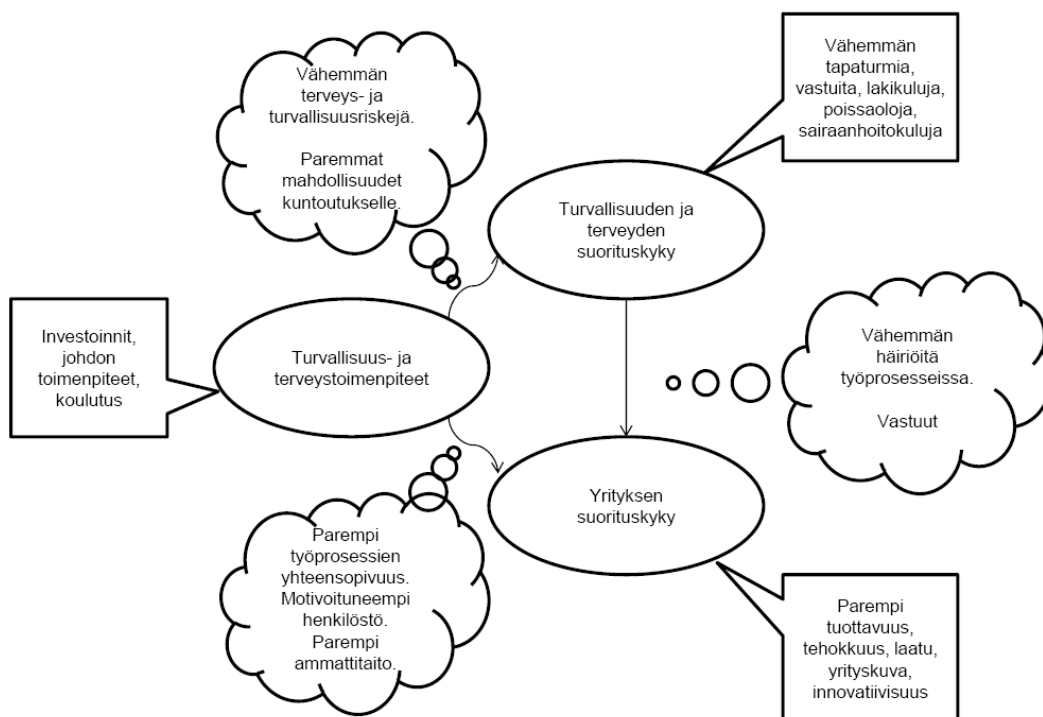 Vähemmän
terveys- ja
turvallisuusriskejä.
Paremmat
mahdollisuudet
kuntoutukselle.
Vähemmän
tapaturmia,
vastuita, lakikuluja,
poissaoloja,
sairaanhoitokuluja
Turvallisuuden ja
terveyden
suorituskyky
Investoinnit,
johdon
toimenpiteet,
koulutus
Turvallisuus- ja
terveystoimenpiteet
Vähemmän
häiriöitä
työprosesseissa.
Vastuut
Yrityksen
suorituskyky
Parempi
työprosessien
yhteensopivuus.
Motivoituneempi
henkilöstö.
Parempi
ammattitaito.
Parempi
tuottavuus,
tehokkuus, laatu,
yrityskuva,
innovatiivisuus